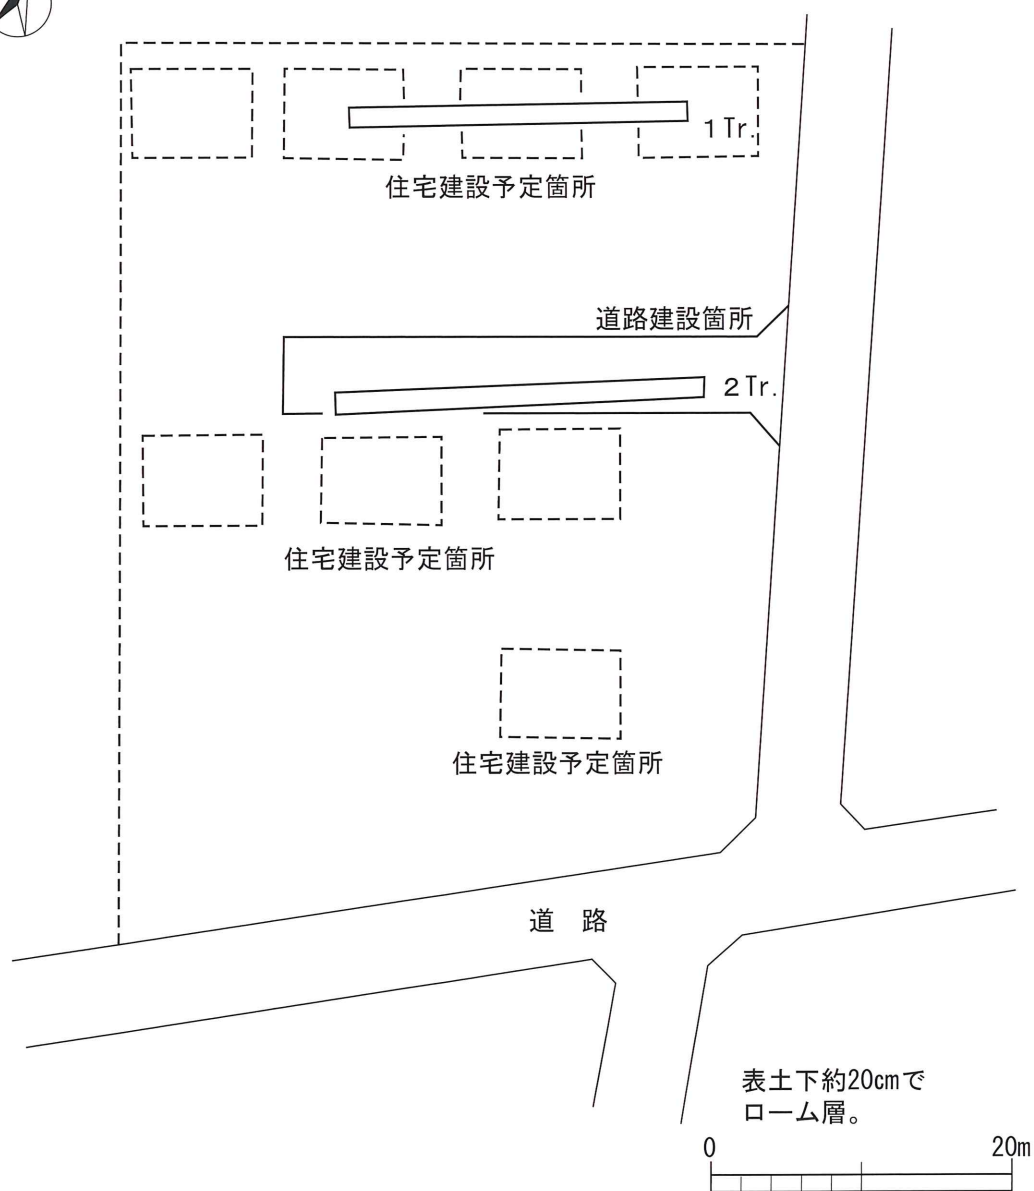 1Tr.
住宅建設予定箇所
道路建設箇所
2Tr.
住宅建設予定箇所
住宅建設予定箇所
道 路
表土下約20㎝で
ローム層。
0 20m